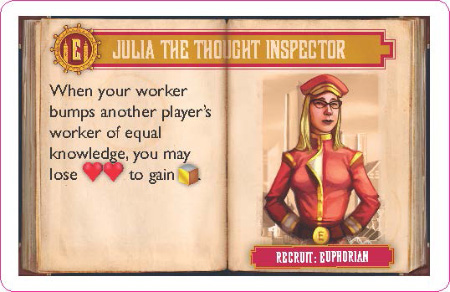 E JULIA THE THOUGHT INSPECTOR
When your worker
bumps another player's
worker of equal
knowledge, you may
lose to gain
E
RECRUIT: EUPHORIAN